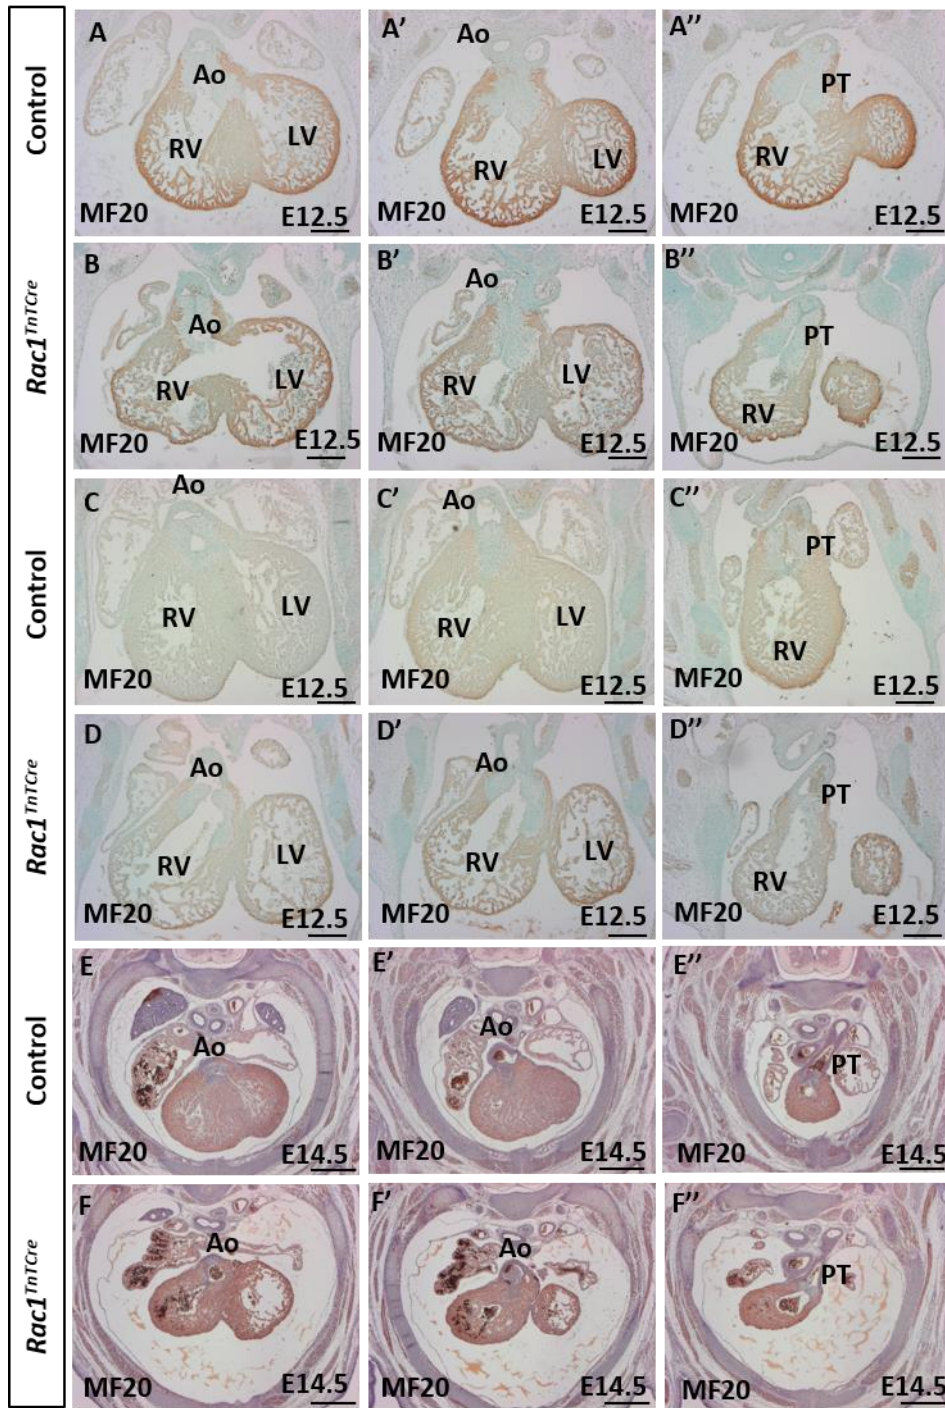 Control
A
Ao
RV
LV
MF20
E12.5
A'
Ao
RV
LV
MF20
E12.5
A''
PT
RV
MF20
E12.5
Rac1TnTCre
B
Ao
RV
LV
MF20
E12.5
B'
Ao
RV
LV
MF20
E12.5
B''
PT
RV
MF20
E12.5
Control
C
Ao
RV
LV
MF20
E12.5
C'
Ao
RV
LV
MF20
E12.5
C''
PT
RV
MF20
E12.5
Rac1TnTCre
D
Ao
RV
LV
MF20
E12.5
D'
Ao
RV
LV
MF20
E12.5
D''
PT
RV
MF20
E12.5
Control
E
Ao
MF20
E14.5
E'
Ao
MF20
E14.5
E''
PT
MF20
E14.5
Rac1TnTCre
F
Ao
MF20
E14.5
F'
Ao
MF20
E14.5
F''
PT
MF20
E14.5